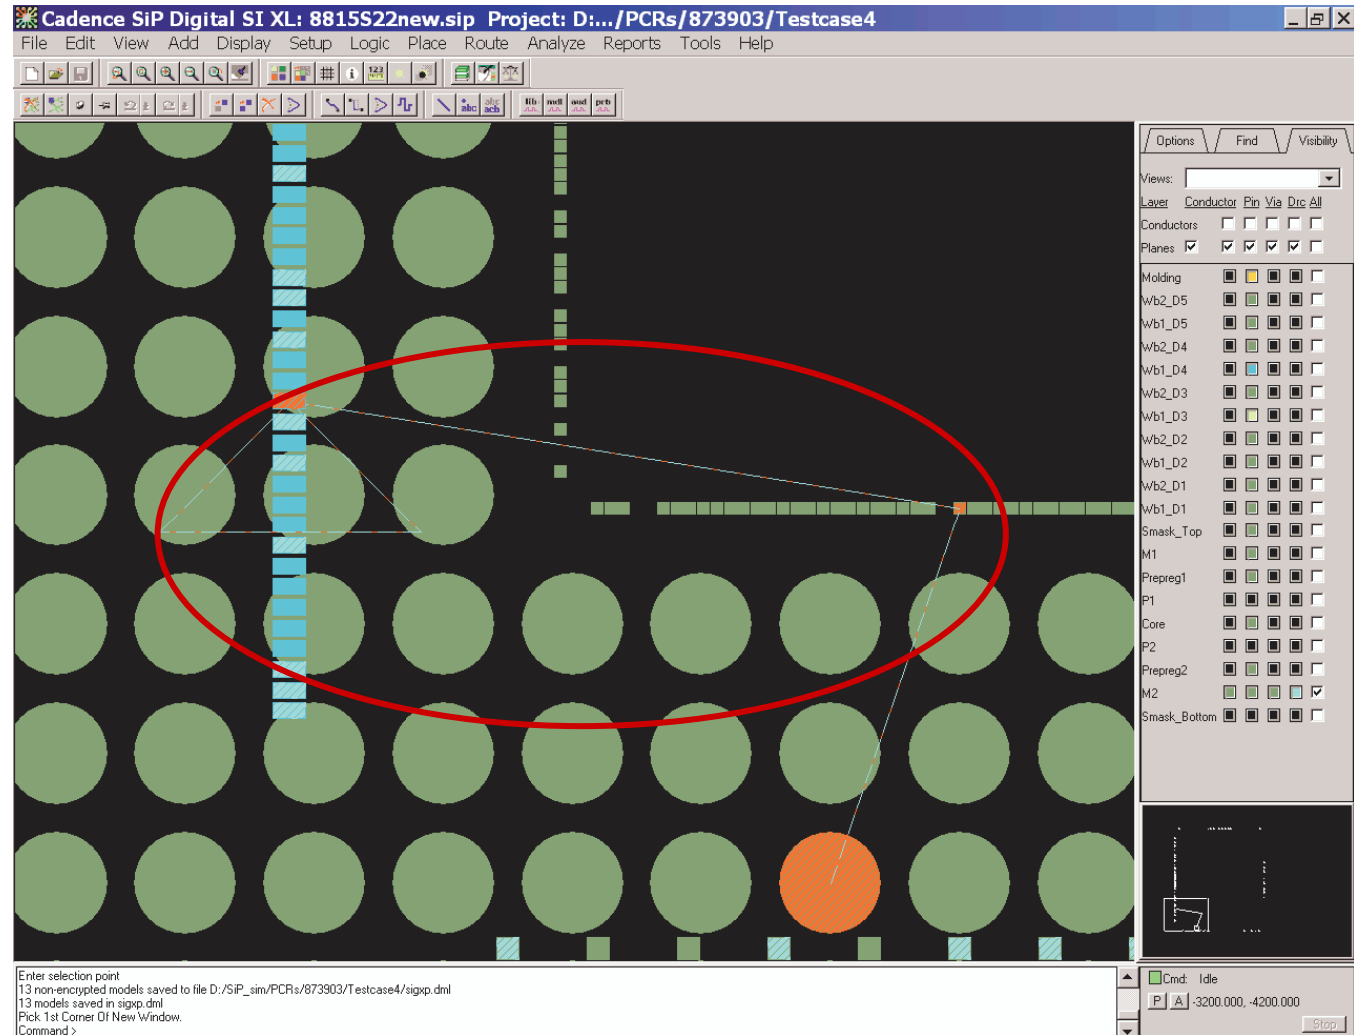 Cadence SiP Digital SI XL: 8815S22new.sip Project: D:.../PCRs/873903/Testcase4
File Edit View Add Display Setup Logic Place Route Analyze Reports Tools Help
Options Find Visibility
Views:
Layer Conductor Pin Via Drc All
Conductors
Planes
Molding
Wb2_D5
Wb1_D5
Wb2_D4
Wb1_D4
Wb2_D3
Wb1_D3
Wb2_D2
Wb1_D2
Wb2_D1
Wb1_D1
Smask_Top
M1
Prepreg1
P1
Core
P2
Prepreg2
M2
Smask_Bottom
Enter selection point
13 non-encrypted models saved to file D:/SiP_sim/PCRs/873903/Testcase4/sigxp.dml
13 models saved in sigxp.dml
Pick 1st Corner Of New Window.
Command >
Cmd: Idle
P A -3200.000, -4200.000
Stop